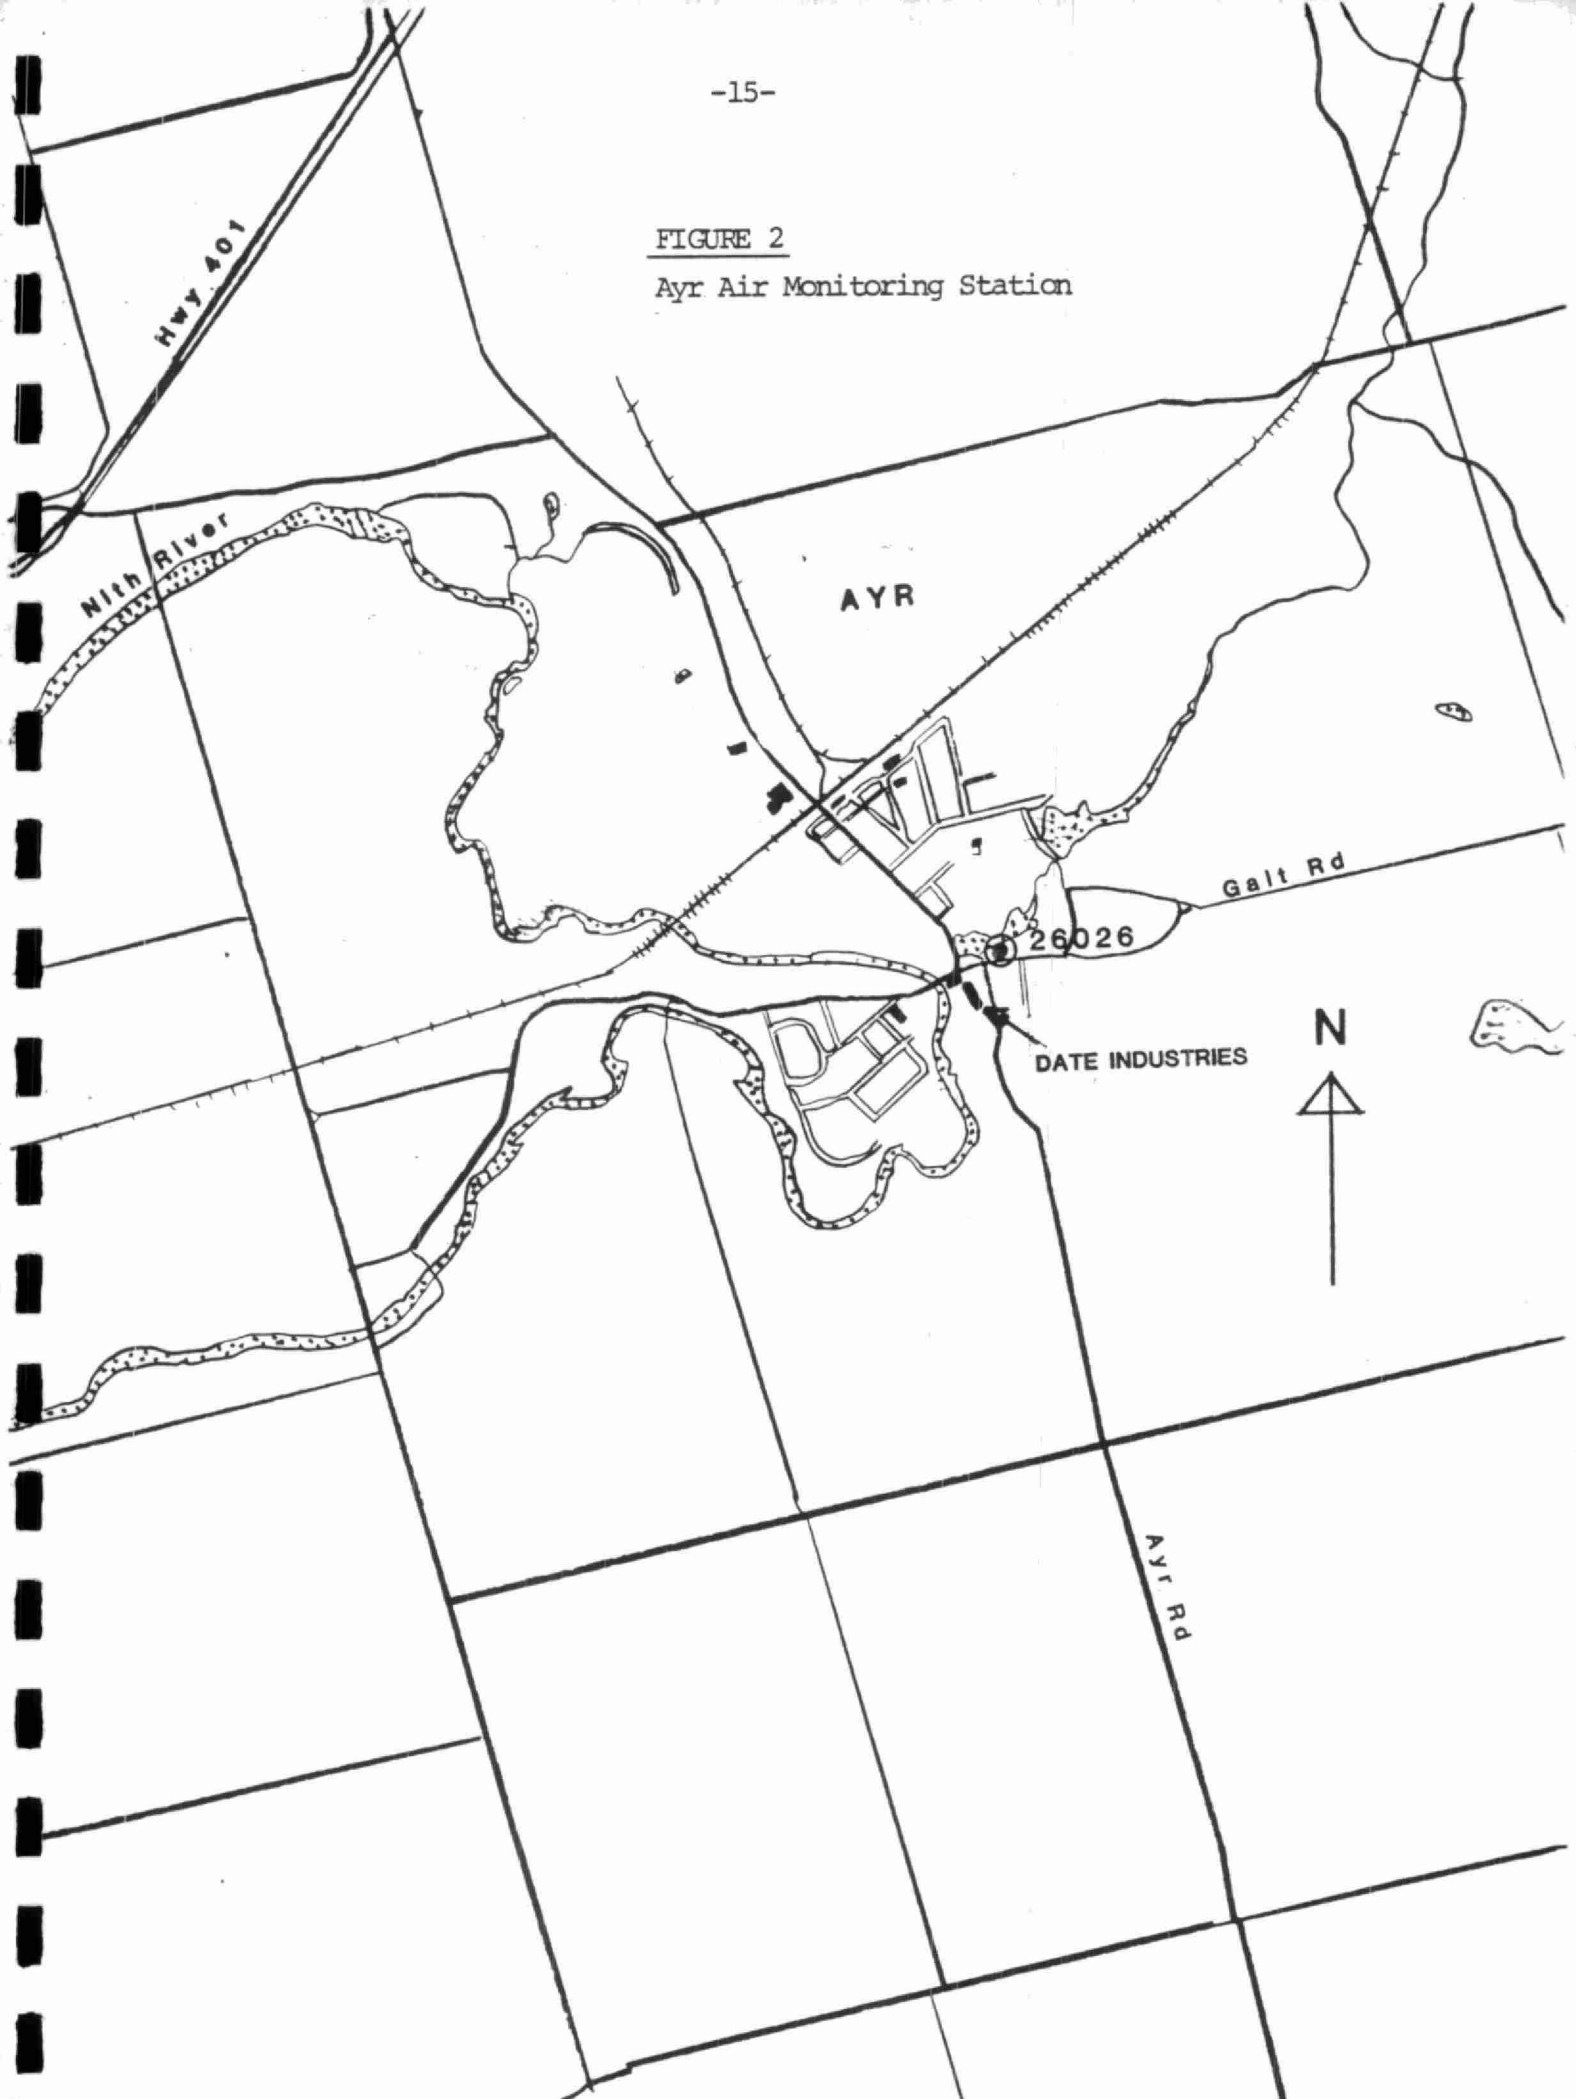 -15-
FIGURE 2
Ayr Air Monitoring Station
Hwy 401
Nith River
AYR
Galt Rd
26026
N
DATE INDUSTRIES
Ayr Rd